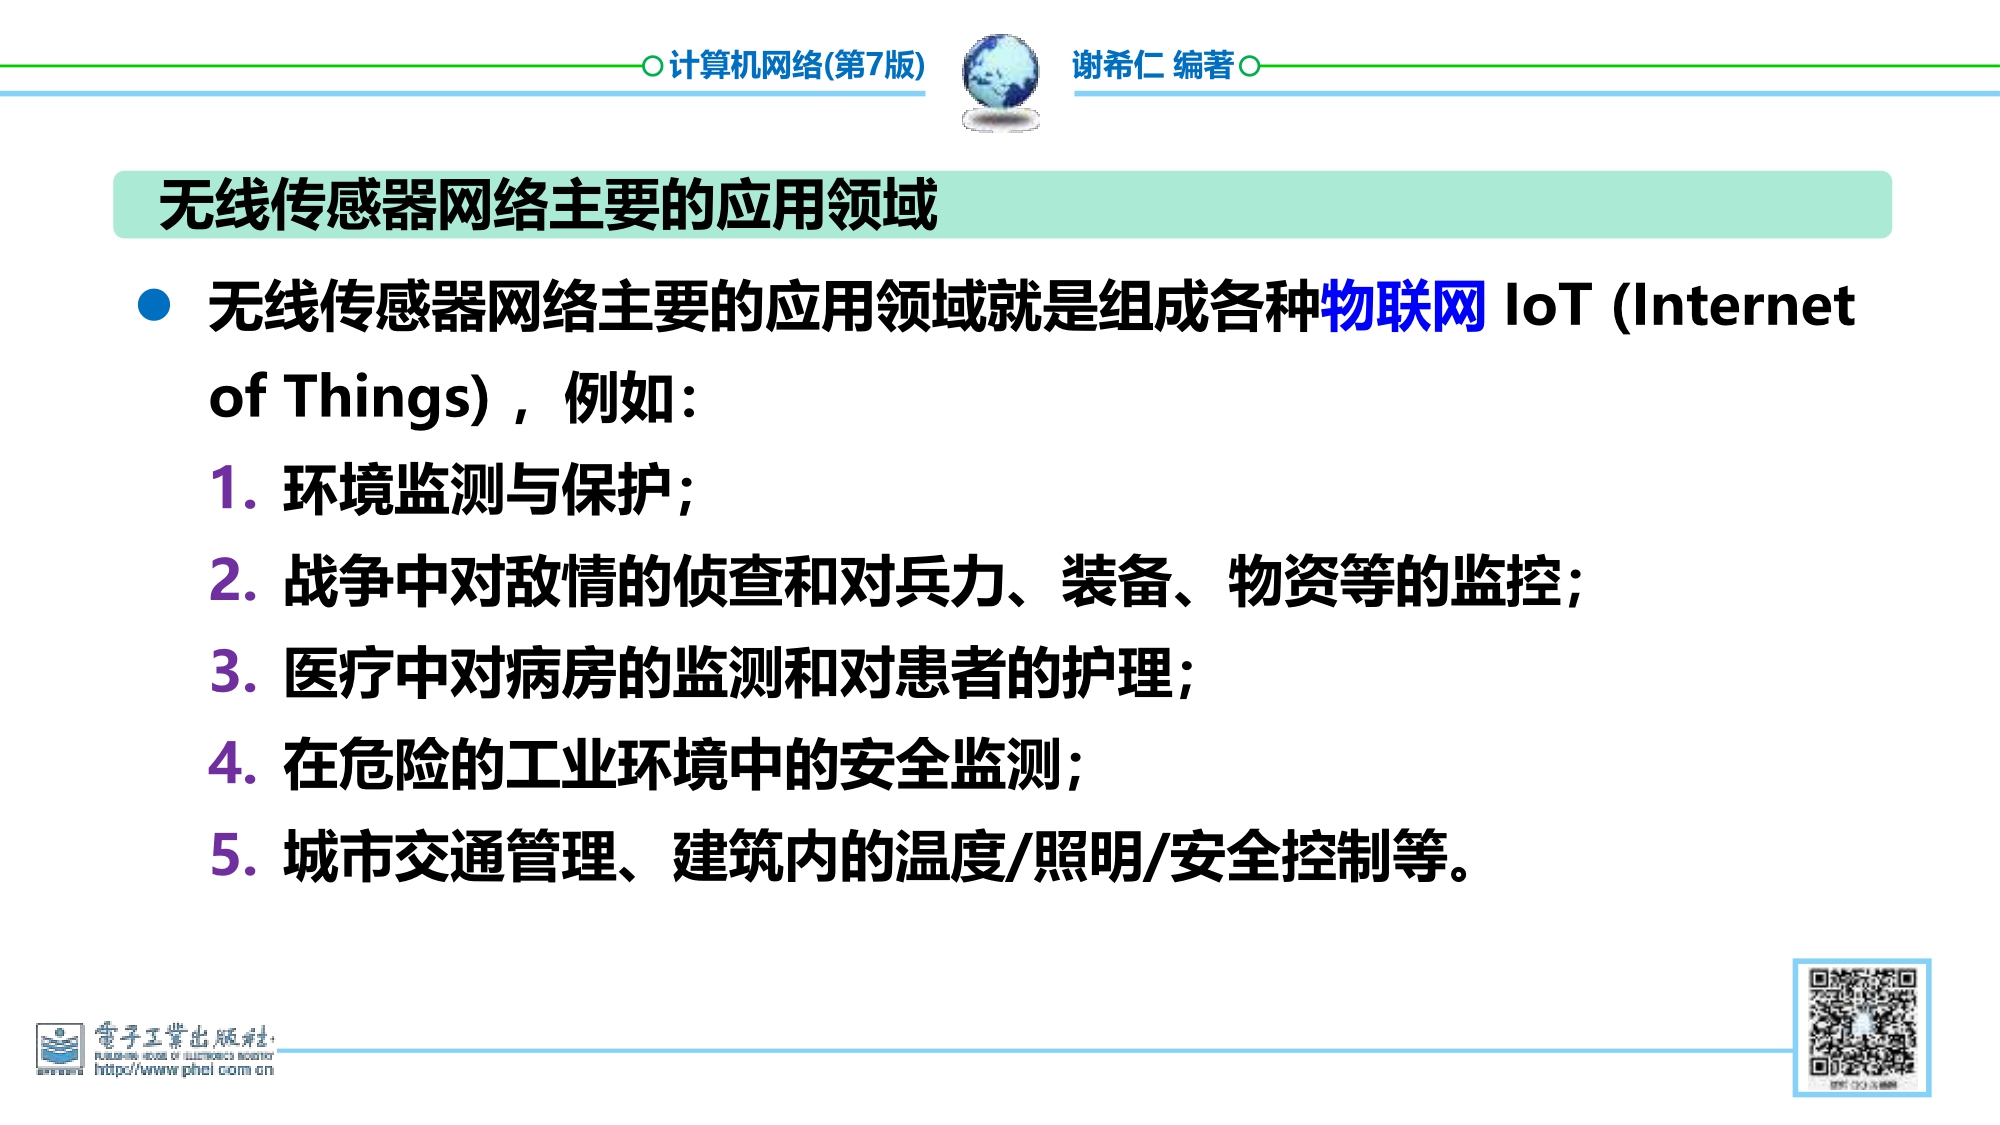 计算机网络(第7版)
谢希仁 编著
无线传感器网络主要的应用领域
● 无线传感器网络主要的应用领域就是组成各种物联网 IoT (Internet
of Things) ，例如：
1. 环境监测与保护；
2. 战争中对敌情的侦查和对兵力、装备、物资等的监控；
3. 医疗中对病房的监测和对患者的护理；
4. 在危险的工业环境中的安全监测；
5. 城市交通管理、建筑内的温度/照明/安全控制等。
電子工業出版社
PUBLISHING HOUSE OF ELECTRONICS INDUSTRY
http://www.phei.com.cn